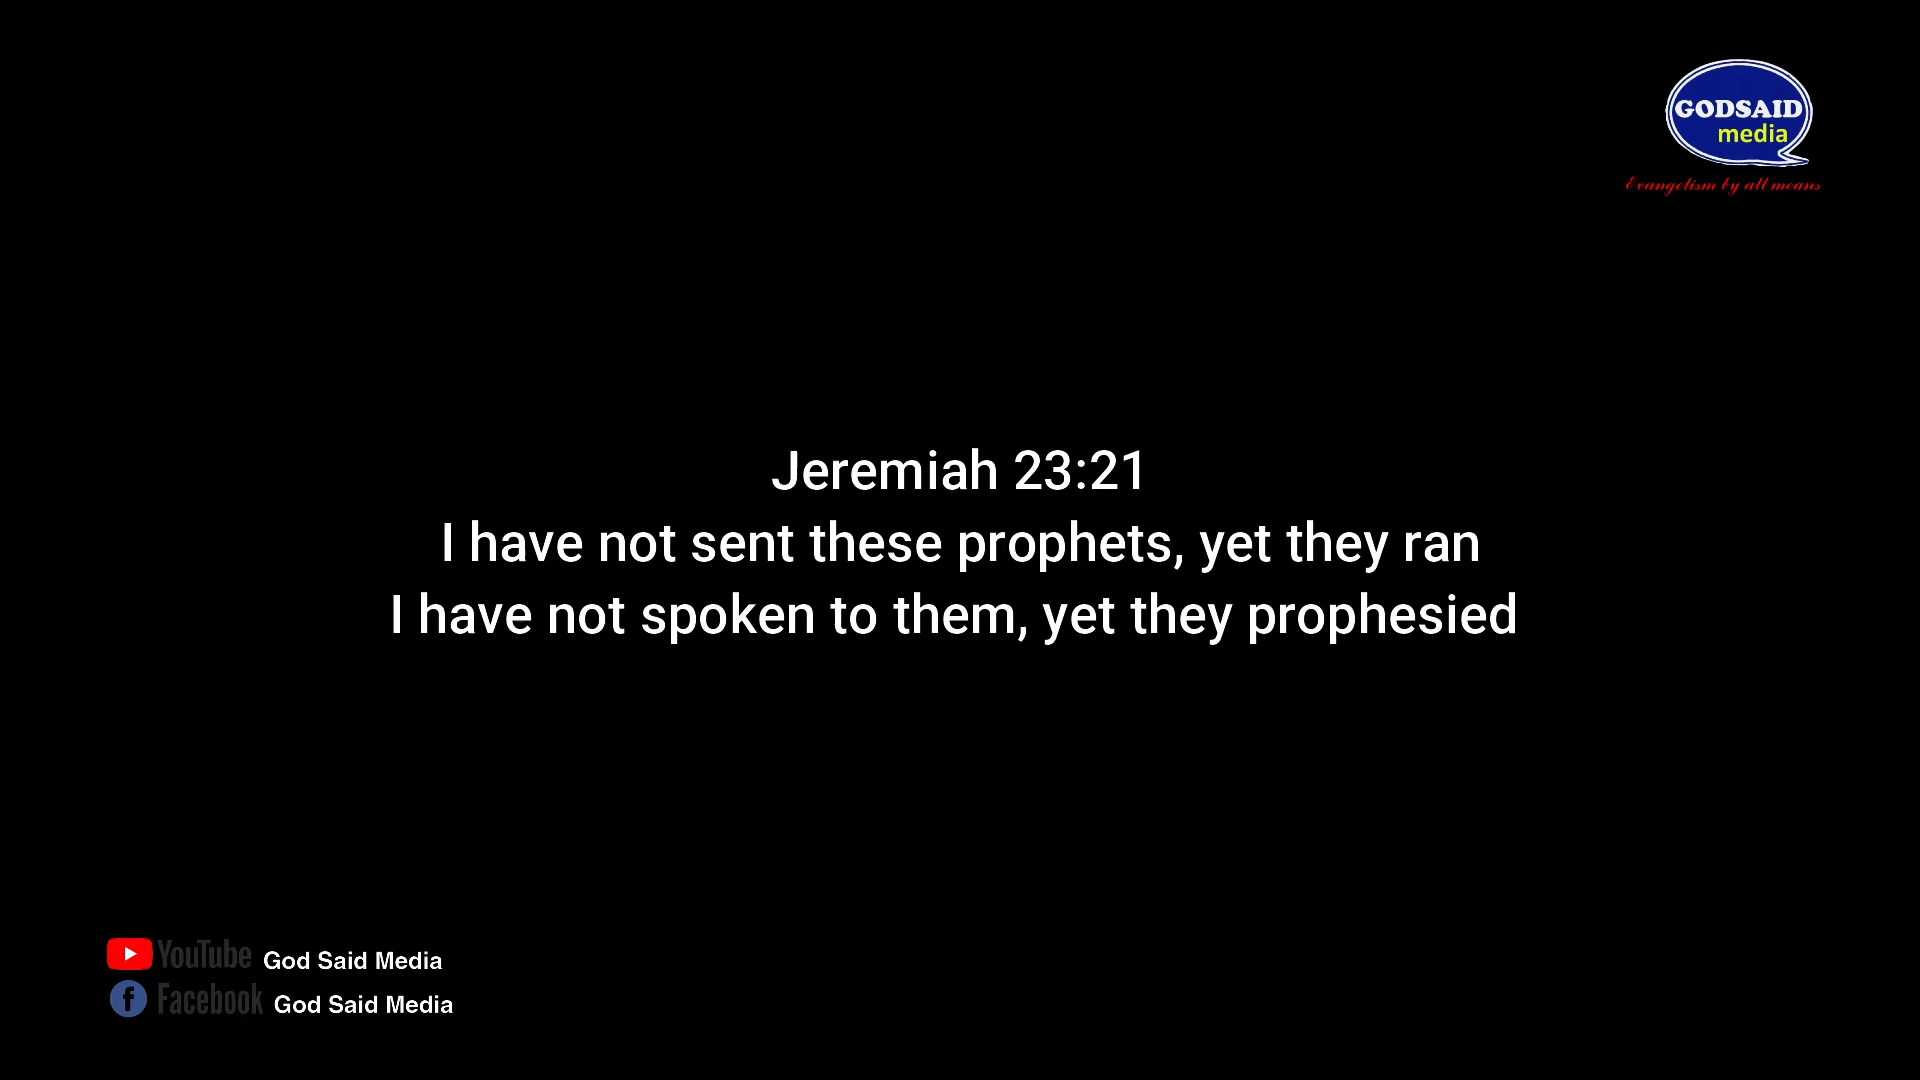 GODSAID
media
Evangelism by all means
Jeremiah 23:21
I have not sent these prophets, yet they ran
I have not spoken to them, yet they prophesied
YouTube God Said Media
Facebook God Said Media